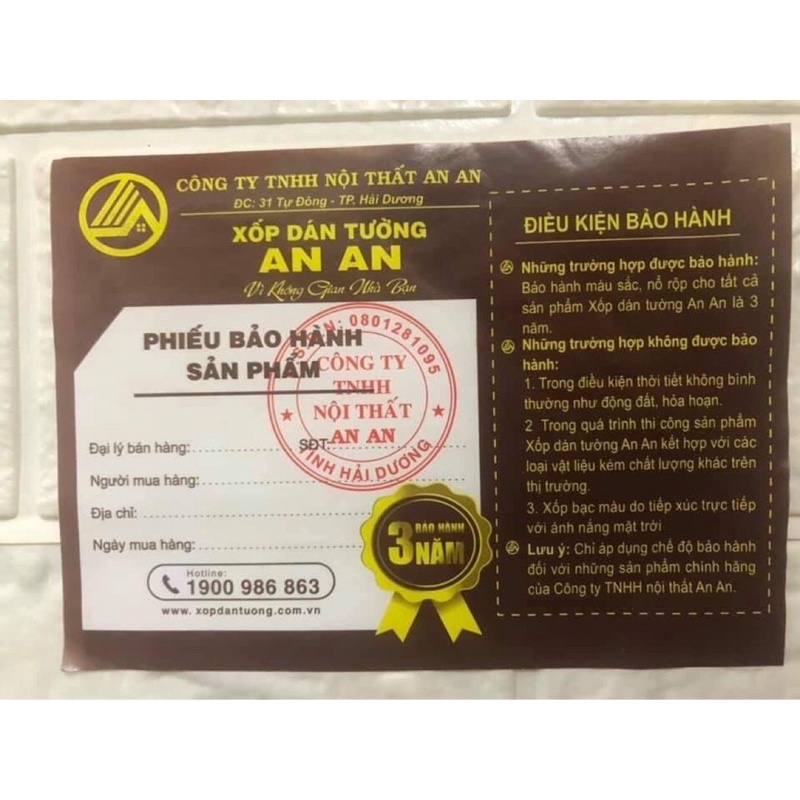 CÔNG TY TNHH NỘI THẤT AN AN
ĐC: 31 Tự Đông - TP. Hải Dương
XỐP DÁN TƯỜNG
AN AN
Vì Không Gian Nhà Bạn
PHIẾU BẢO HÀNH
SẢN PHẨM
0801281095
CÔNG TY
TNHH
NỘI THẤT
AN AN
TỈNH HẢI DƯƠNG
Đại lý bán hàng: SĐT:
Người mua hàng:
Địa chỉ:
Ngày mua hàng:
Hotline:
1900 986 863
www.xopdantuong.com.vn
BẢO HÀNH
3 NĂM
ĐIỀU KIỆN BẢO HÀNH
Những trường hợp được bảo hành:
Bảo hành màu sắc, nổ rộp cho tất cả
sản phẩm Xốp dán tường An An là 3
năm.
Những trường hợp không được bảo
hành:
1. Trong điều kiện thời tiết không bình
thường như động đất, hỏa hoạn.
2 Trong quá trình thi công sản phẩm
Xốp dán tường An An kết hợp với các
loại vật liệu kém chất lượng khác trên
thị trường.
3. Xốp bạc màu do tiếp xúc trực tiếp
với ánh nắng mặt trời
Lưu ý: Chỉ áp dụng chế độ bảo hành
đối với những sản phẩm chính hãng
của Công ty TNHH nội thất An An.